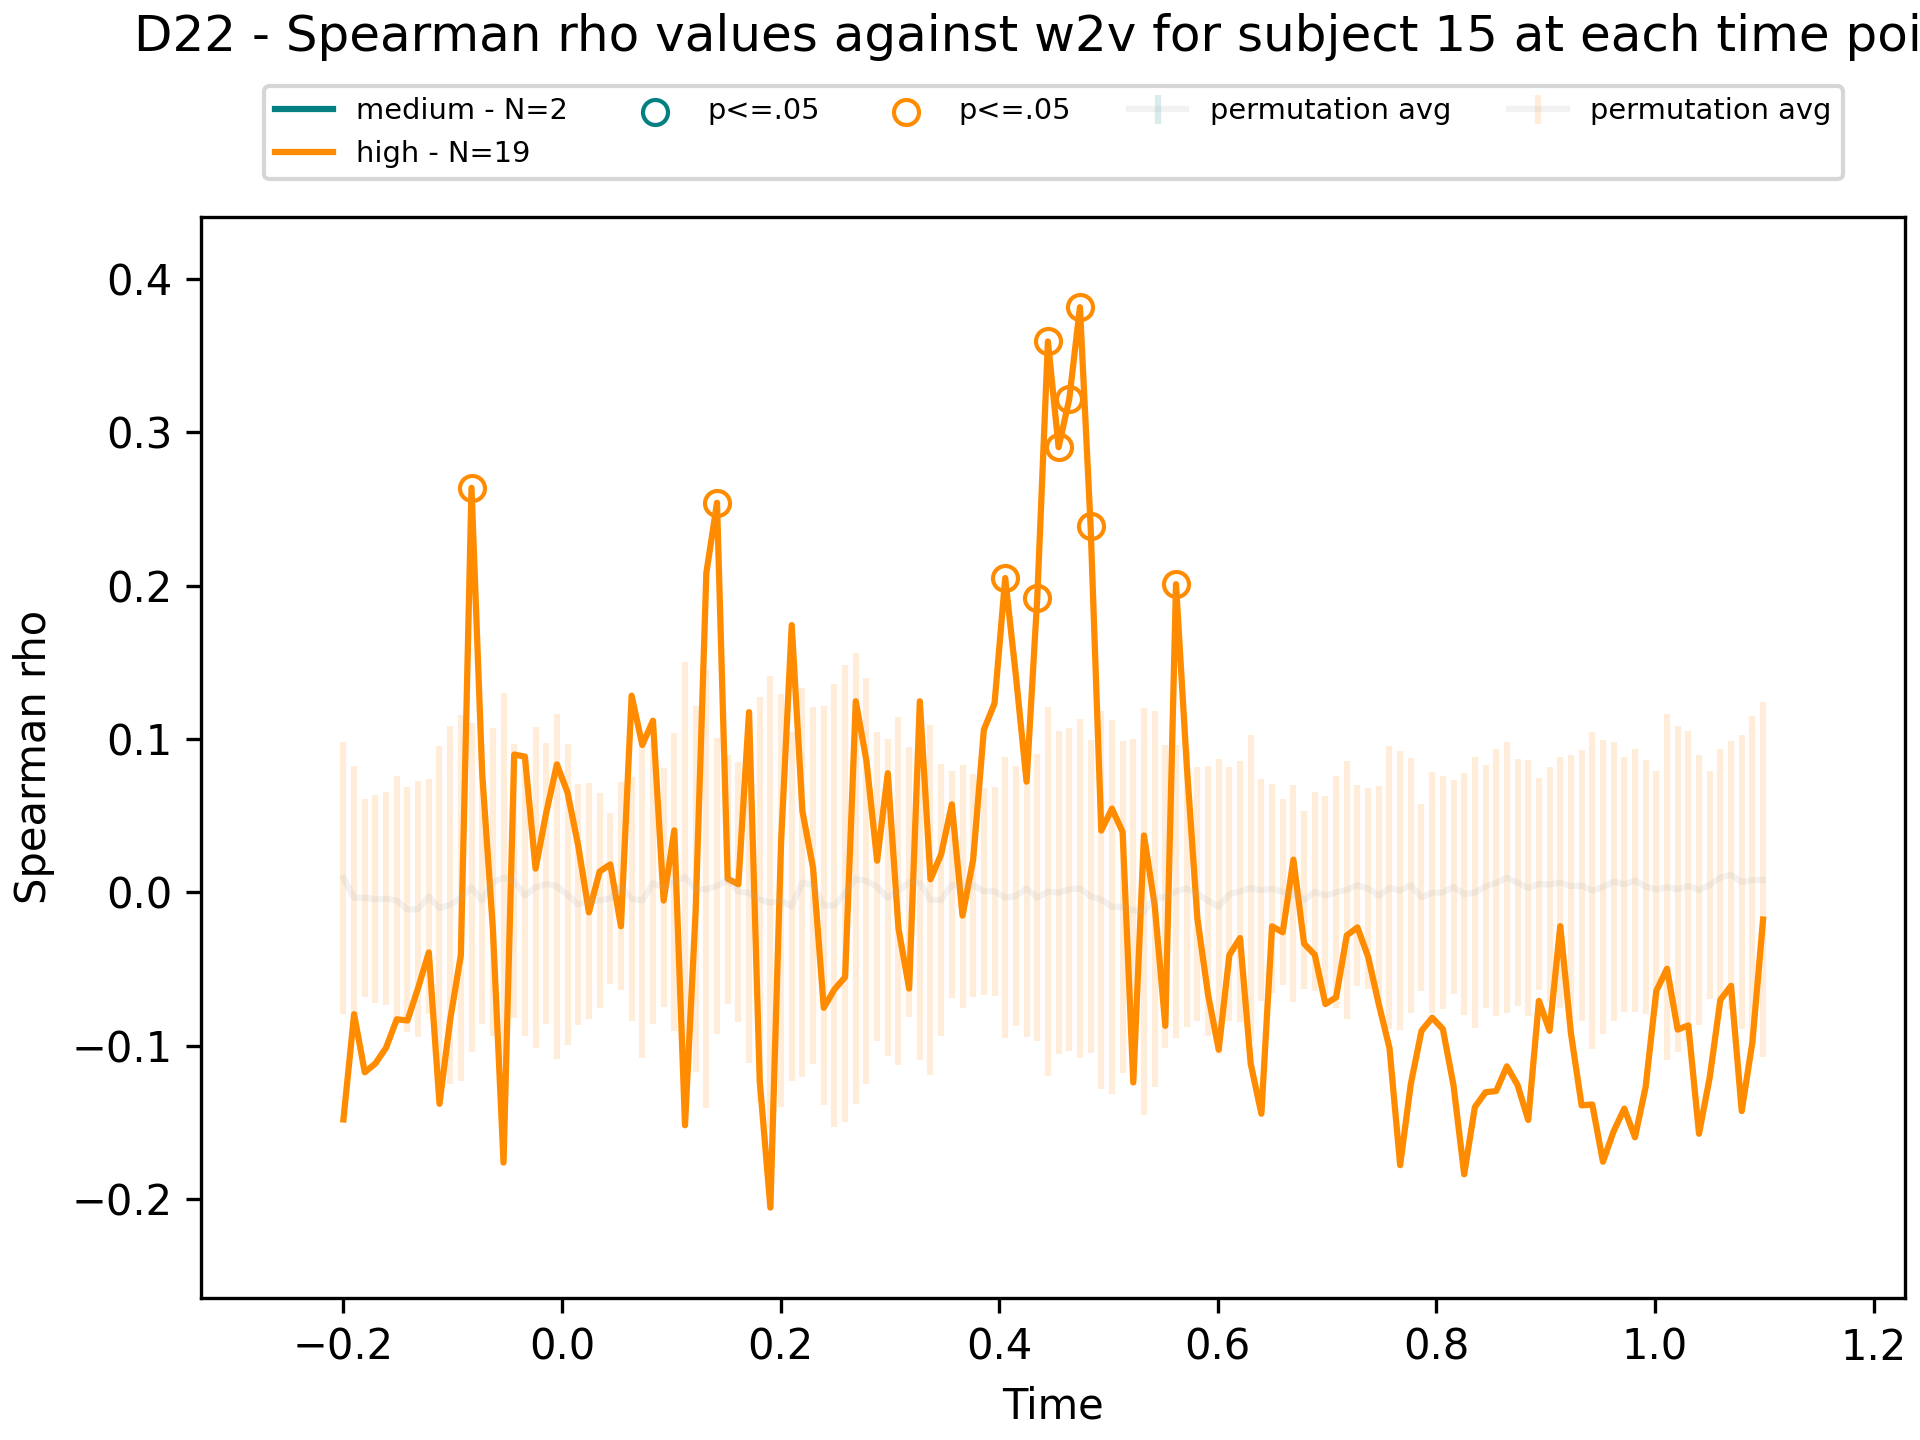 D22 - Spearman rho values against w2v for subject 15 at each time poi
medium - N=2
high - N=19
p<=.05
p<=.05
permutation avg
permutation avg
0.4
0.3
0.2
0.1
0.0
−0.1
−0.2
Spearman rho
−0.2 0.0 0.2 0.4 0.6 0.8 1.0 1.2
Time